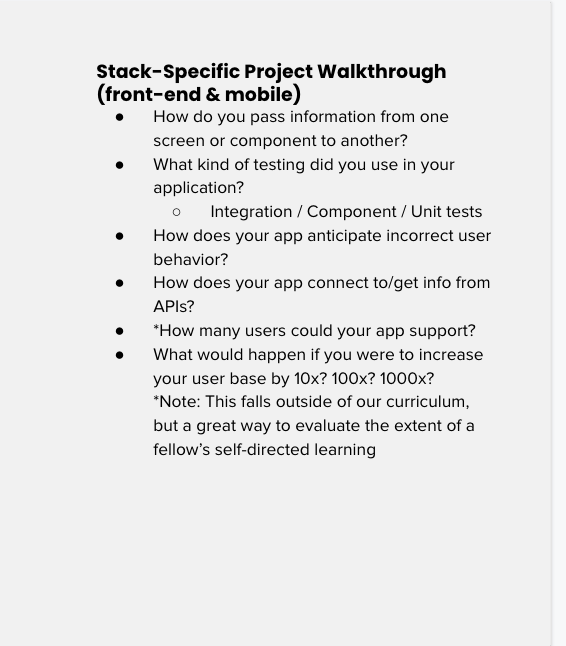 Stack-Specific Project Walkthrough
(front-end & mobile)
● How do you pass information from one
screen or component to another?
● What kind of testing did you use in your
application?
○ Integration / Component / Unit tests
● How does your app anticipate incorrect user
behavior?
● How does your app connect to/get info from
APIs?
● *How many users could your app support?
● What would happen if you were to increase
your user base by 10x? 100x? 1000x?
*Note: This falls outside of our curriculum,
but a great way to evaluate the extent of a
fellow’s self-directed learning